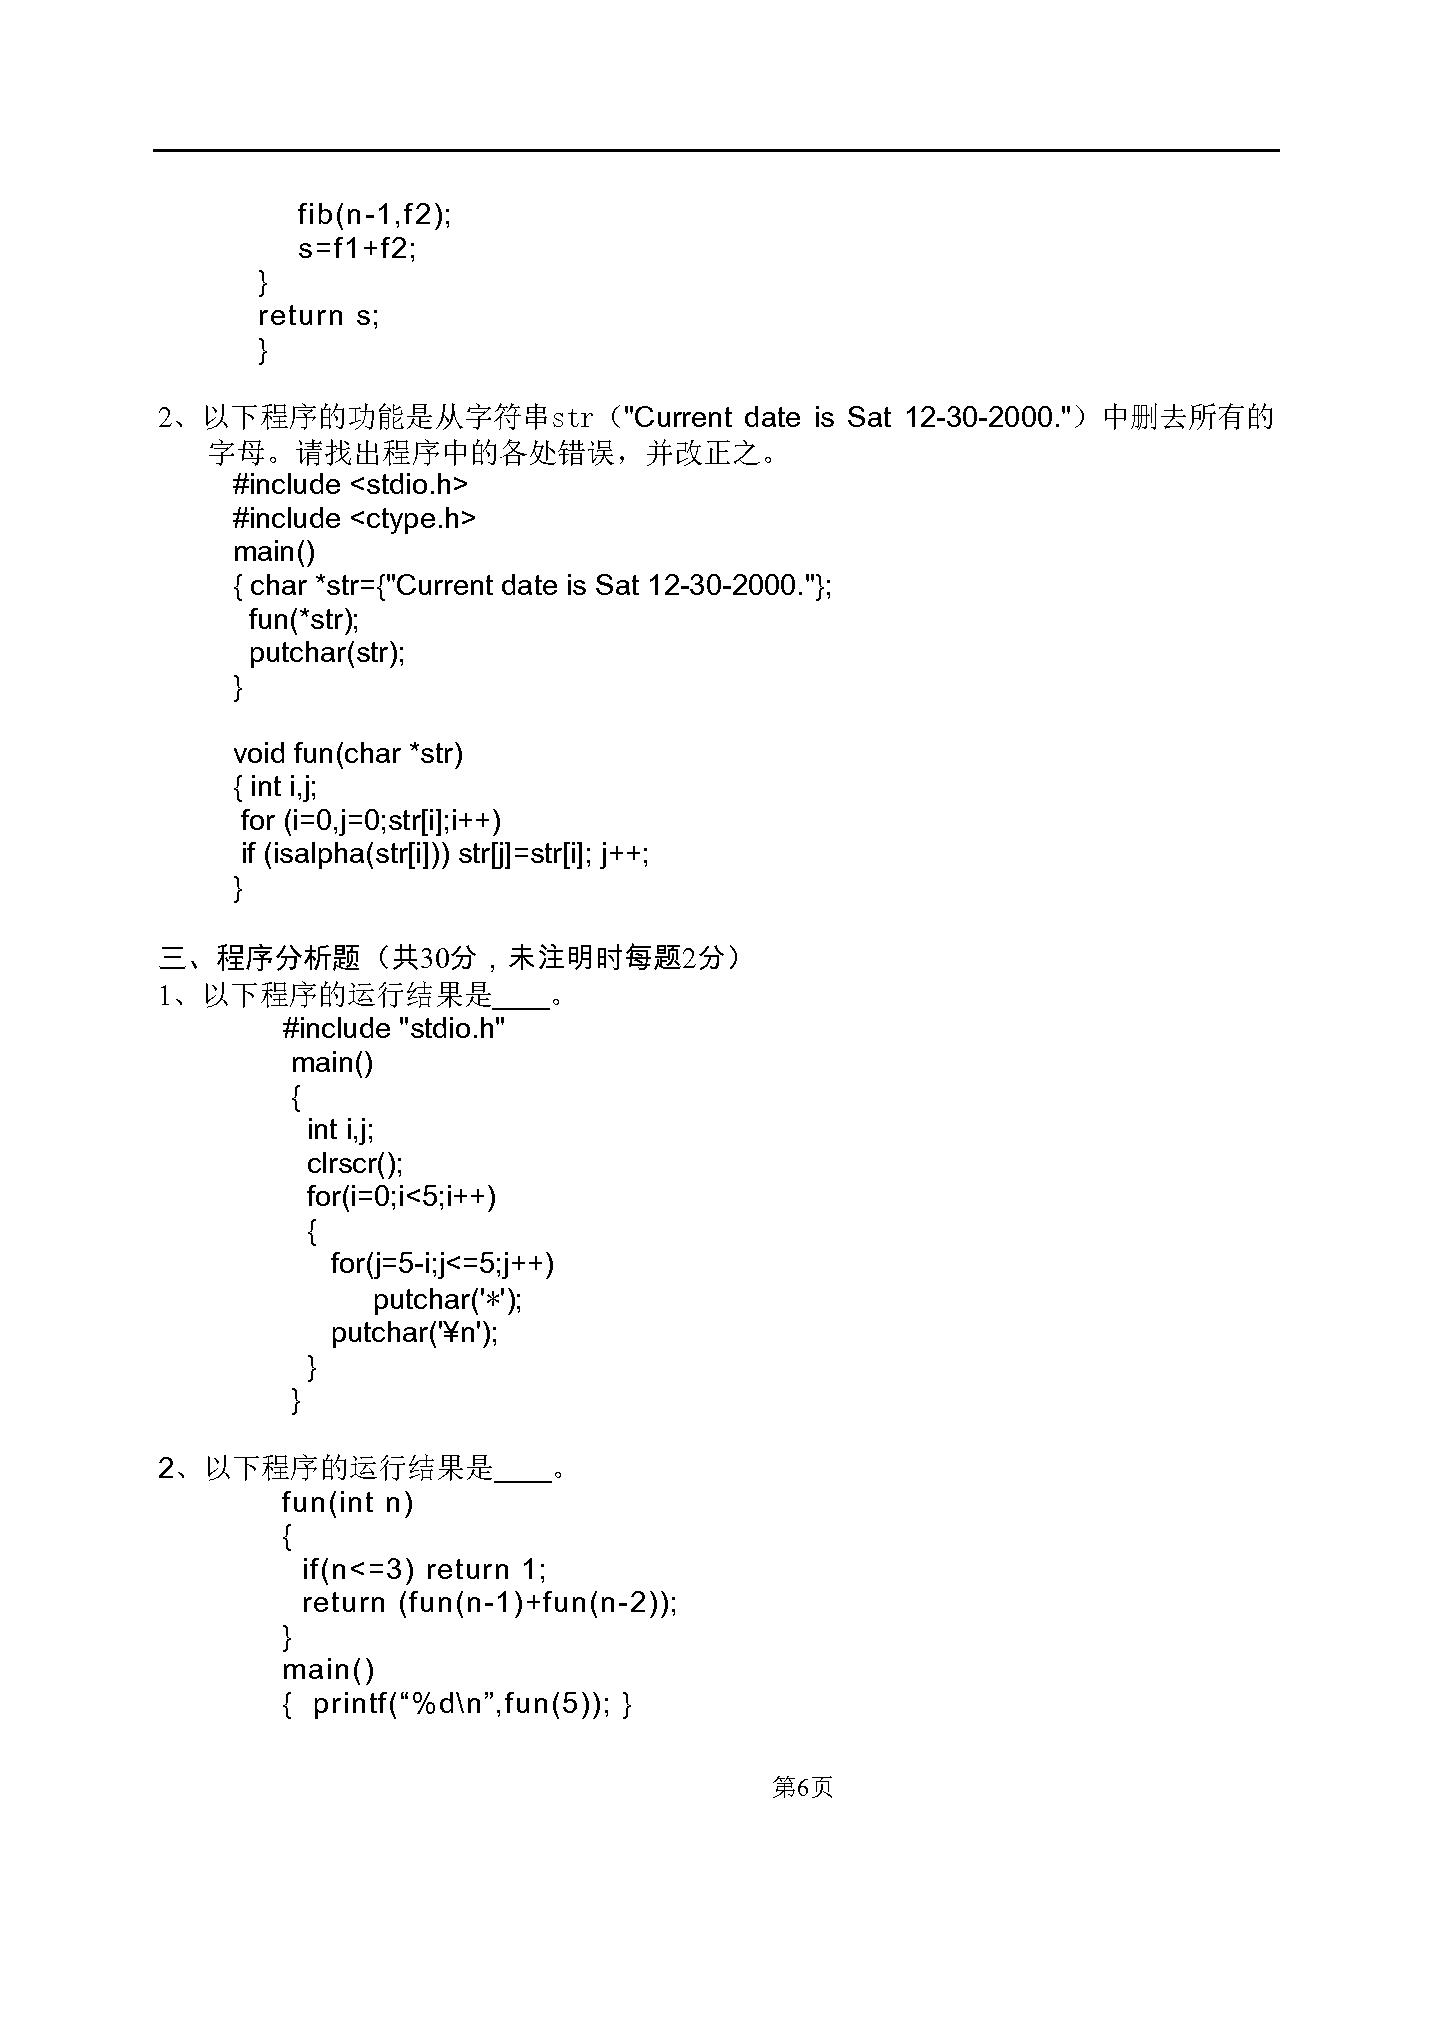 fib(n-1,f2);
s=f1+f2;
}
return s;
}
2、以下程序的功能是从字符串str（"Current date is Sat 12-30-2000."）中删去所有的
字母。请找出程序中的各处错误，并改正之。
#include <stdio.h>
#include <ctype.h>
main()
{ char *str={"Current date is Sat 12-30-2000."};
fun(*str);
putchar(str);
}
void fun(char *str)
{ int i,j;
for (i=0,j=0;str[i];i++)
if (isalpha(str[i])) str[j]=str[i]; j++;
}
三、程序分析题（共30分，未注明时每题2分）
1、以下程序的运行结果是____。
#include "stdio.h"
main()
{
int i,j;
clrscr();
for(i=0;i<5;i++)
{
for(j=5-i;j<=5;j++)
putchar('*');
putchar('¥n');
}
}
2、以下程序的运行结果是____。
fun(int n)
{
if(n<=3) return 1;
return (fun(n-1)+fun(n-2));
}
main()
{ printf(“%d\n”,fun(5)); }
第6页